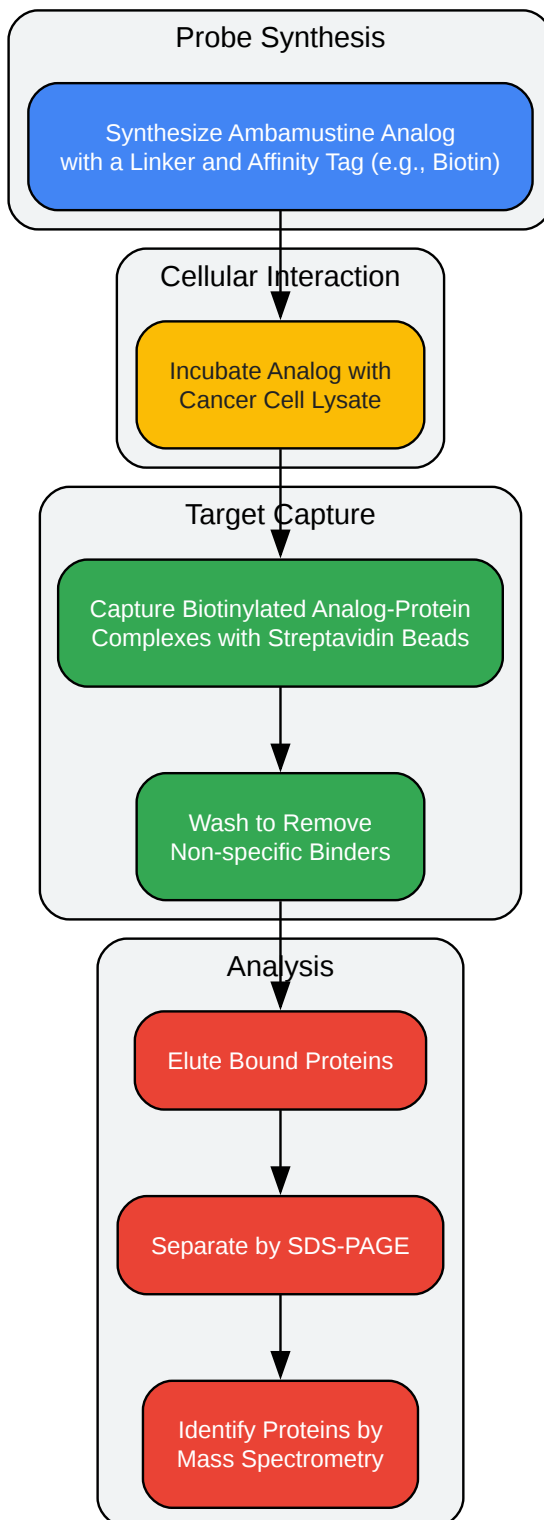 Probe Synthesis
Synthesize Ambamustine Analog
with a Linker and Affinity Tag (e.g., Biotin)
Cellular Interaction
Incubate Analog with
Cancer Cell Lysate
Target Capture
Capture Biotinylated Analog-Protein
Complexes with Streptavidin Beads
Wash to Remove
Non-specific Binders
Analysis
Elute Bound Proteins
Separate by SDS-PAGE
Identify Proteins by
Mass Spectrometry